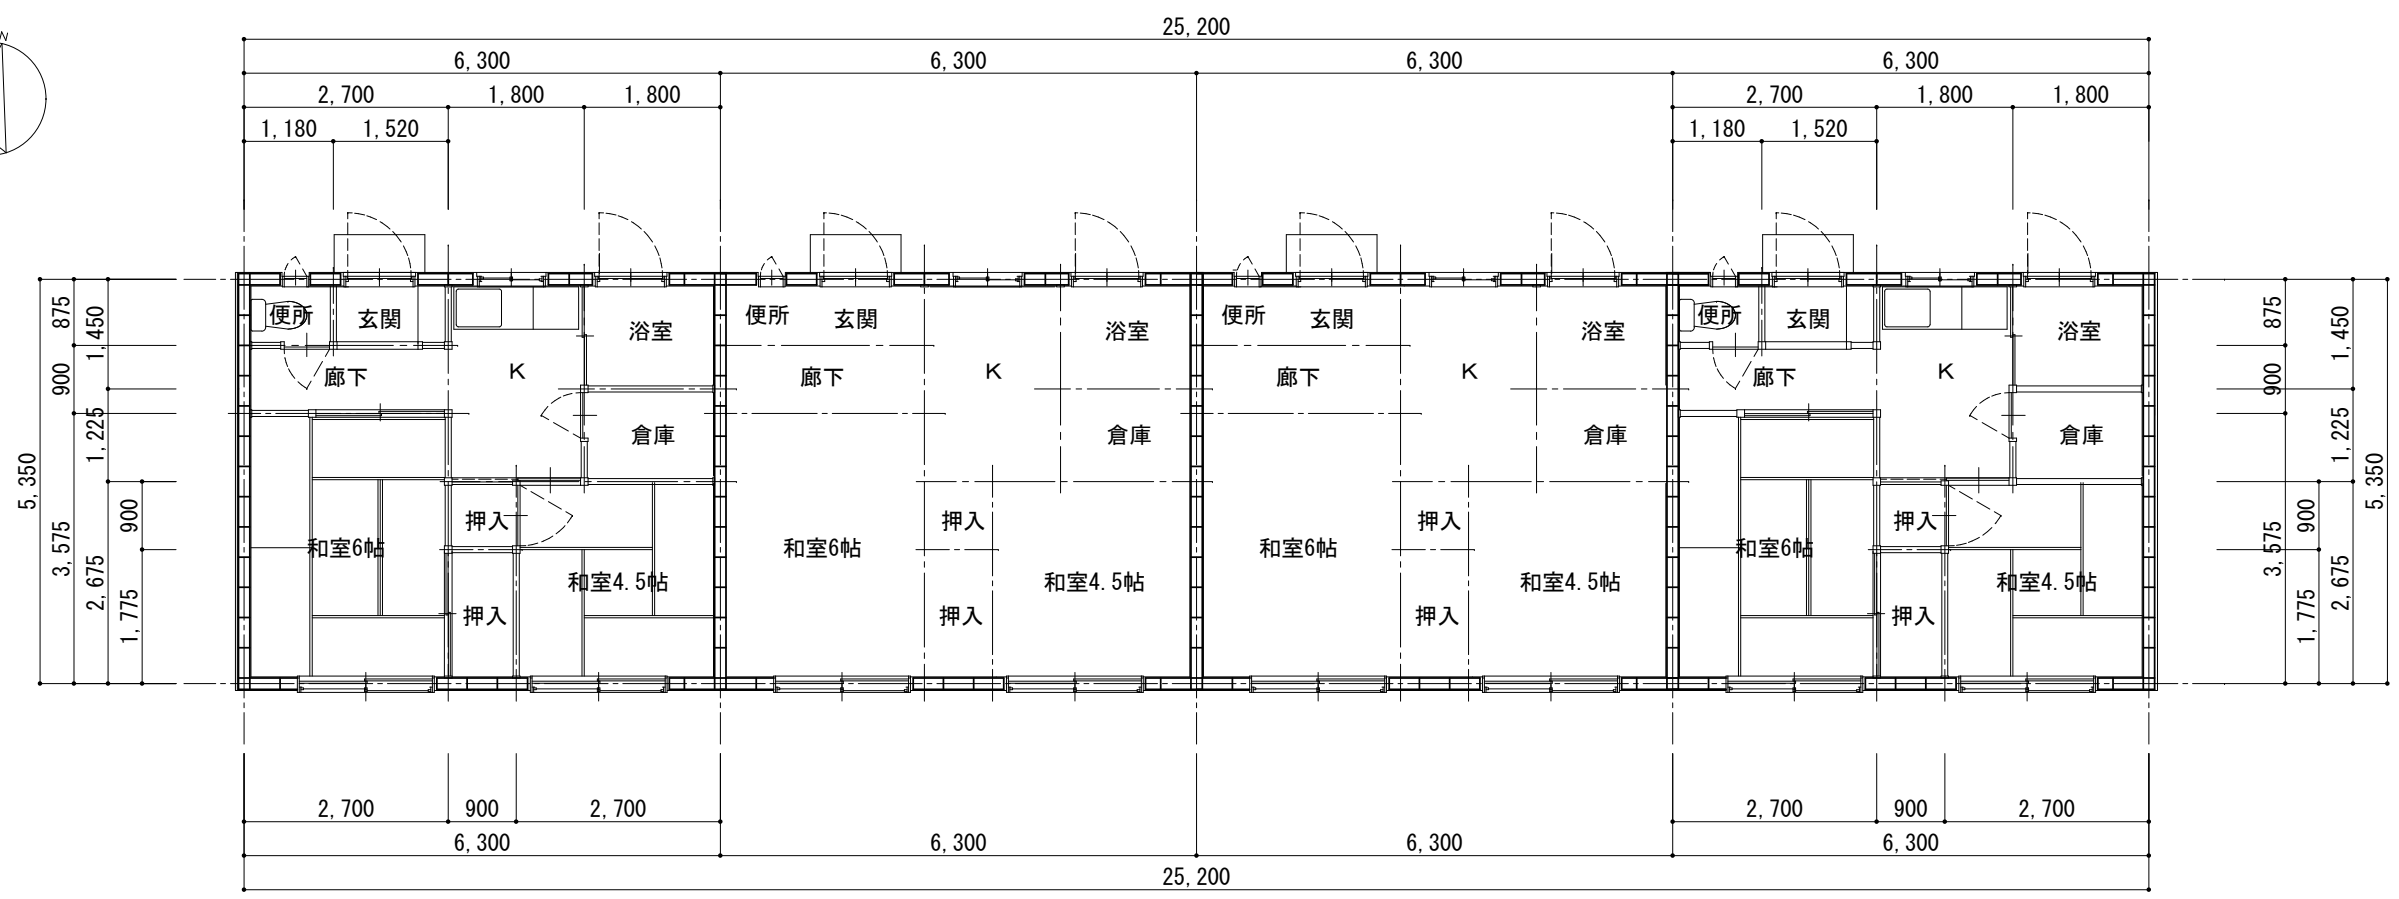 N
25,200
6,300 6,300 6,300 6,300
2,700 1,800 1,800 2,700 1,800 1,800
1,180 1,520 1,180 1,520
875 1,450 900 1,225 5,350 3,575 900 2,675 1,775
便所 玄関 浴室 便所 玄関 浴室 便所 玄関 浴室 便所 玄関 浴室
廊下 K 廊下 K 廊下 K 廊下 K
倉庫 倉庫 倉庫 倉庫
押入 押入 押入 押入
和室6帖 和室6帖 和室6帖 和室6帖
和室4.5帖 和室4.5帖 和室4.5帖 和室4.5帖
押入 押入 押入 押入
875 1,450 900 1,225 5,350 3,575 900 2,675 1,775
2,700 900 2,700 2,700 900 2,700
6,300 6,300 6,300 6,300
25,200